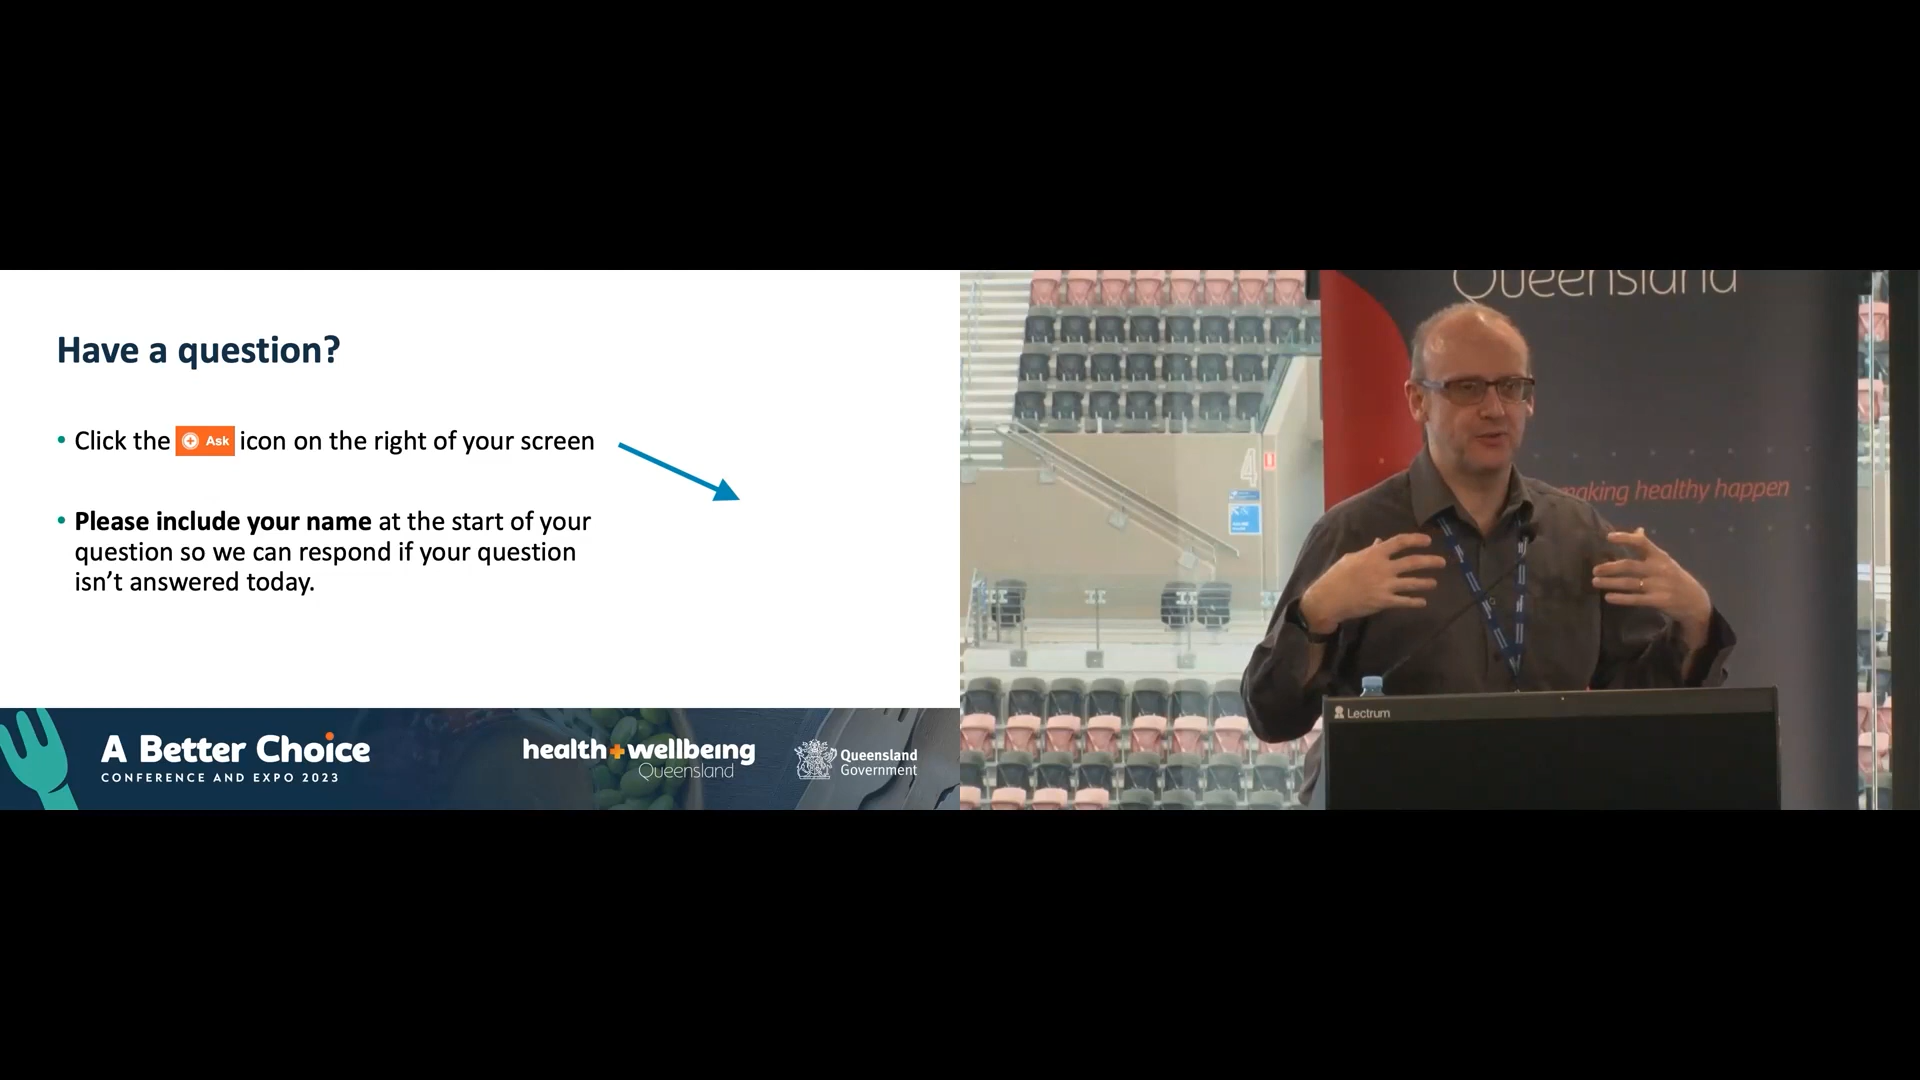 Have a question?
• Click the Ask icon on the right of your screen
• Please include your name at the start of your
question so we can respond if your question
isn't answered today.
A Better Choice
CONFERENCE AND EXPO 2023
health+wellbeing
Queensland
Queensland
Government
Queensland
making healthy happen
4
Lectrum